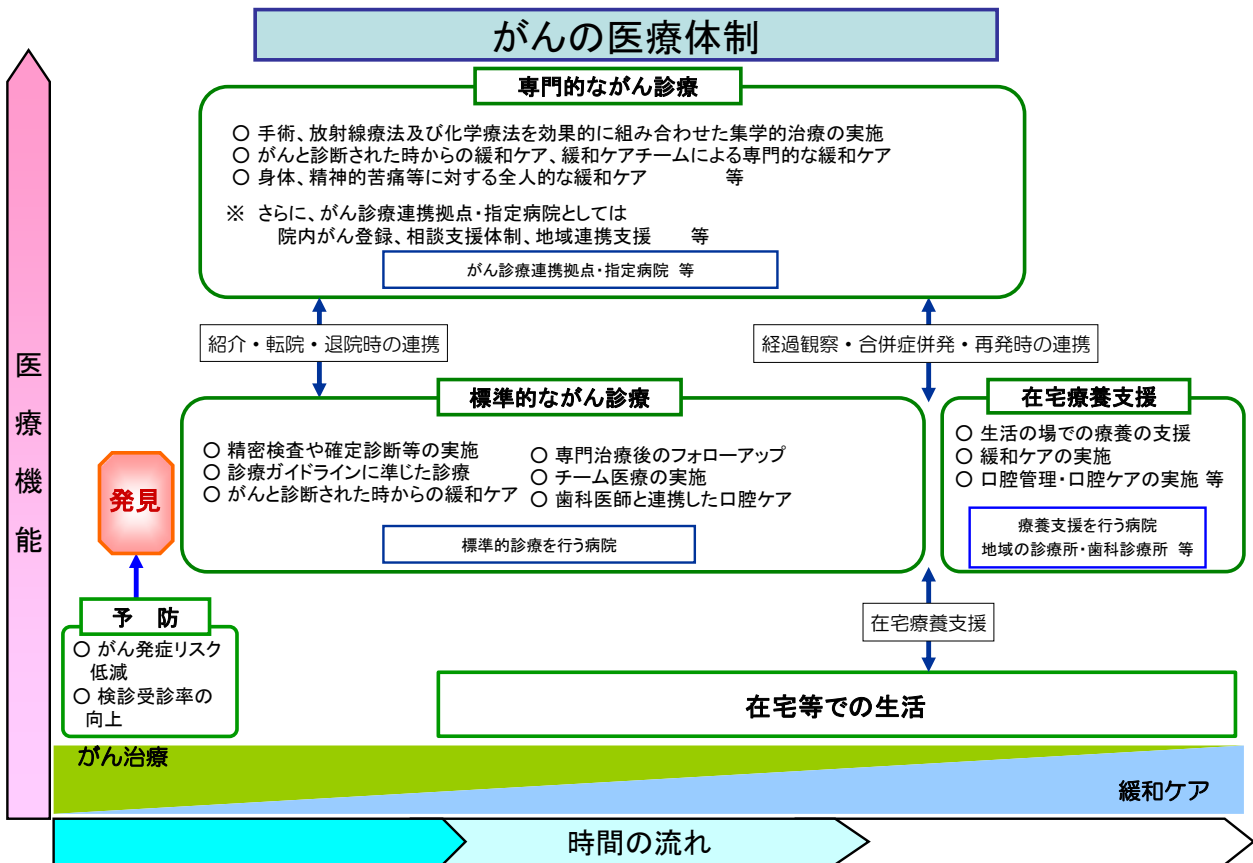 がんの医療体制
専門的ながん診療
○ 手術、放射線療法及び化学療法を効果的に組み合わせた集学的治療の実施
○ がんと診断された時からの緩和ケア、緩和ケアチームによる専門的な緩和ケア
○ 身体、精神的苦痛等に対する全人的な緩和ケア 等
※ さらに、がん診療連携拠点・指定病院としては
院内がん登録、相談支援体制、地域連携支援 等
がん診療連携拠点・指定病院 等
紹介・転院・退院時の連携
経過観察・合併症併発・再発時の連携
医療機能
標準的ながん診療
○ 精密検査や確定診断等の実施
○ 診療ガイドラインに準じた診療
○ がんと診断された時からの緩和ケア
○ 専門治療後のフォローアップ
○ チーム医療の実施
○ 歯科医師と連携した口腔ケア
標準的診療を行う病院
在宅療養支援
○ 生活の場での療養の支援
○ 緩和ケアの実施
○ 口腔管理・口腔ケアの実施 等
療養支援を行う病院
地域の診療所・歯科診療所 等
発見
予 防
○ がん発症リスク
低減
○ 検診受診率の
向上
在宅療養支援
在宅等での生活
がん治療
緩和ケア
時間の流れ